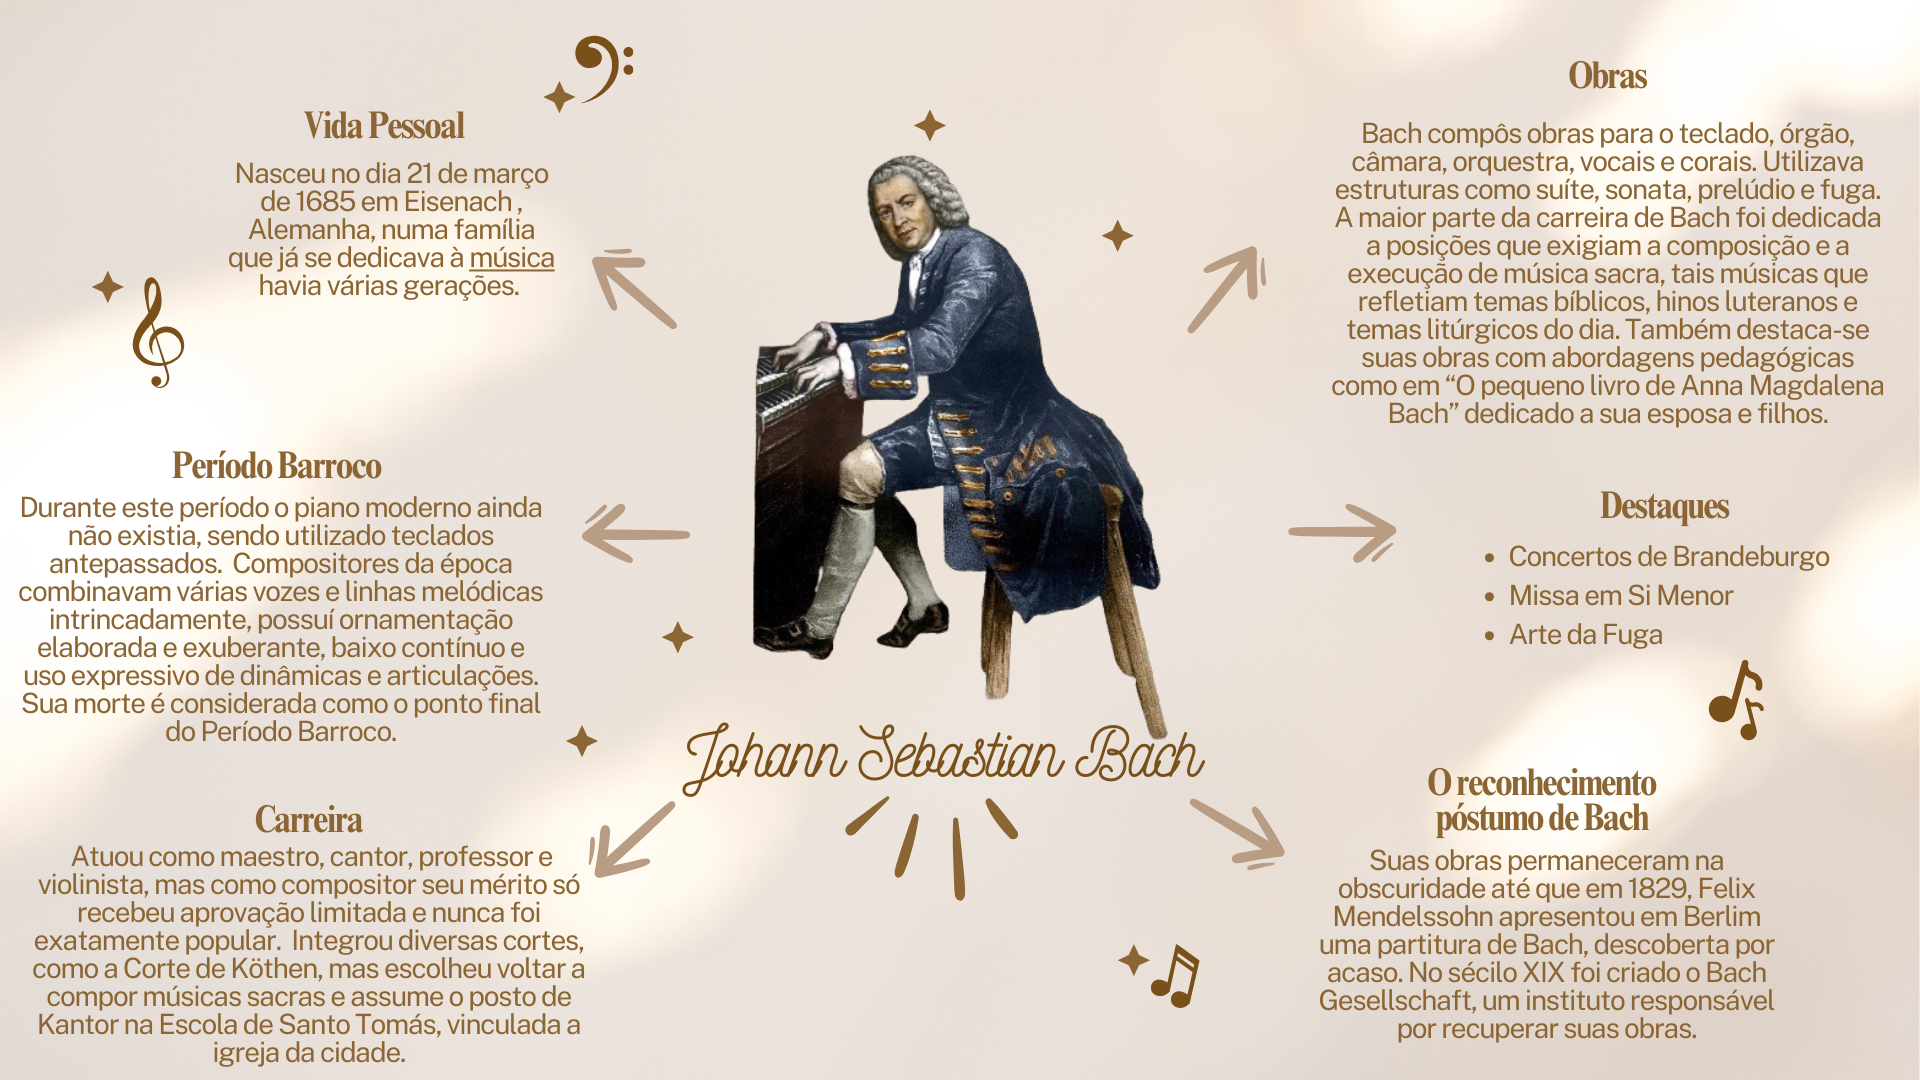 Vida Pessoal
Nasceu no dia 21 de março
de 1685 em Eisenach ,
Alemanha, numa família
que já se dedicava à música
havia várias gerações.
Período Barroco
Durante este período o piano moderno ainda
não existia, sendo utilizado teclados
antepassados.  Compositores da época
combinavam várias vozes e linhas melódicas
intrincadamente, possuí ornamentação
elaborada e exuberante, baixo contínuo e
uso expressivo de dinâmicas e articulações.
Sua morte é considerada como o ponto final
do Período Barroco.
Carreira
Atuou como maestro, cantor, professor e
violinista, mas como compositor seu mérito só
recebeu aprovação limitada e nunca foi
exatamente popular.  Integrou diversas cortes,
como a Corte de Köthen, mas escolheu voltar a
compor músicas sacras e assume o posto de
Kantor na Escola de Santo Tomás, vinculada a
igreja da cidade.
Johann Sebastian Bach
Obras
Bach compôs obras para o teclado, órgão,
câmara, orquestra, vocais e corais. Utilizava
estruturas como suíte, sonata, prelúdio e fuga.
A maior parte da carreira de Bach foi dedicada
a posições que exigiam a composição e a
execução de música sacra, tais músicas que
refletiam temas bíblicos, hinos luteranos e
temas litúrgicos do dia. Também destaca-se
suas obras com abordagens pedagógicas
como em “O pequeno livro de Anna Magdalena
Bach” dedicado a sua esposa e filhos.
Destaques
• Concertos de Brandeburgo
• Missa em Si Menor
• Arte da Fuga
O reconhecimento
póstumo de Bach
Suas obras permaneceram na
obscuridade até que em 1829, Felix
Mendelssohn apresentou em Berlim
uma partitura de Bach, descoberta por
acaso. No sécilo XIX foi criado o Bach
Gesellschaft, um instituto responsável
por recuperar suas obras.